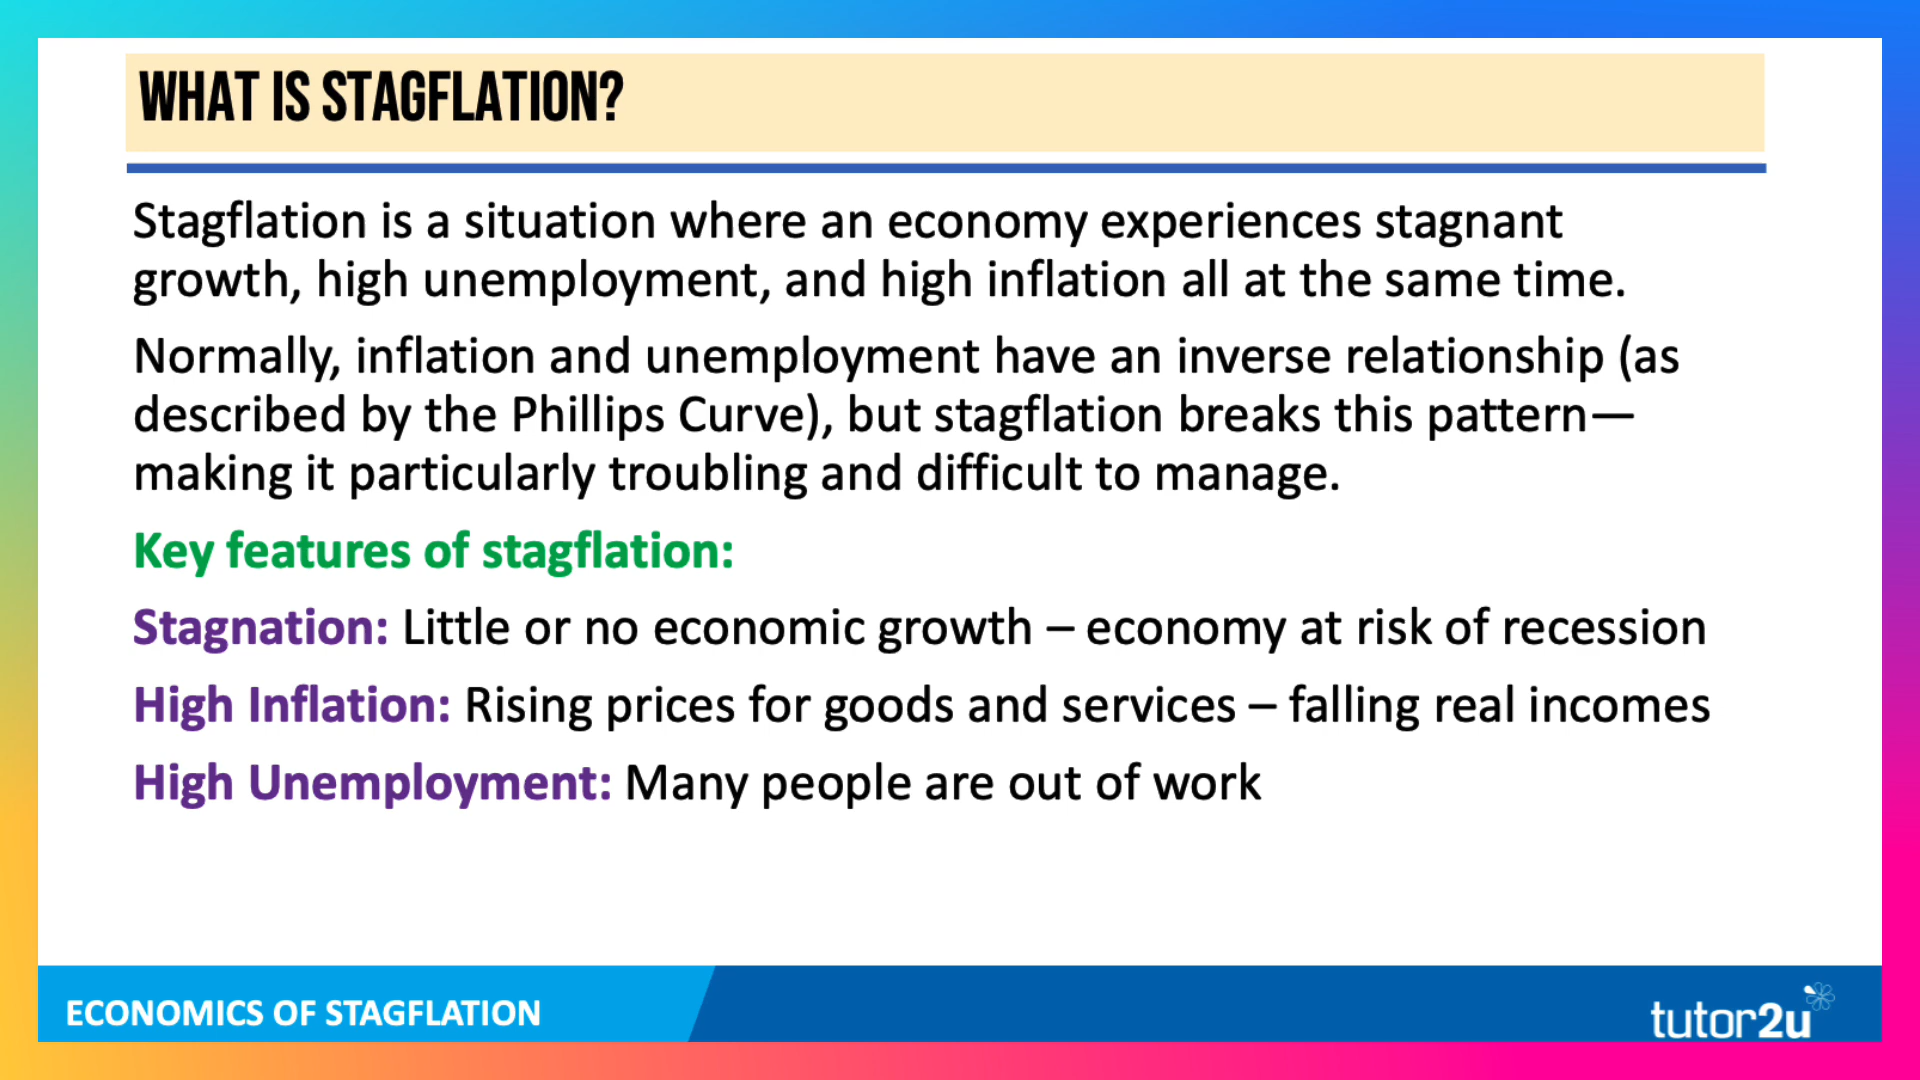 WHAT IS STAGFLATION?
Stagflation is a situation where an economy experiences stagnant
growth, high unemployment, and high inflation all at the same time.
Normally, inflation and unemployment have an inverse relationship (as
described by the Phillips Curve), but stagflation breaks this pattern—
making it particularly troubling and difficult to manage.
Key features of stagflation:
Stagnation: Little or no economic growth – economy at risk of recession
High Inflation: Rising prices for goods and services – falling real incomes
High Unemployment: Many people are out of work
ECONOMICS OF STAGFLATION
tutor2u